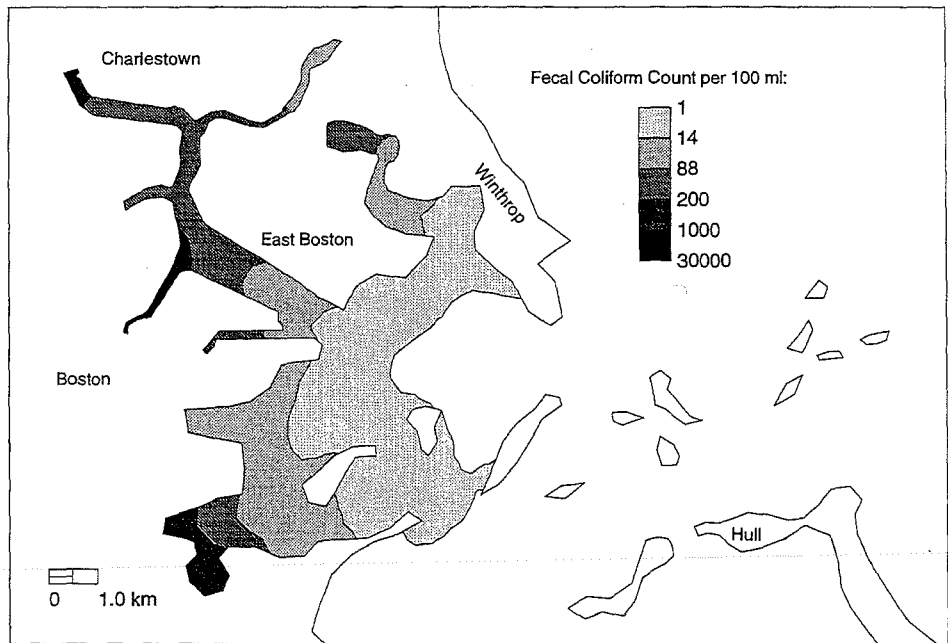 Charlestown
Fecal Coliform Count per 100 ml:
1
14
88
200
1000
30000
Winthrop
East Boston
Boston
Hull
0 1.0 km